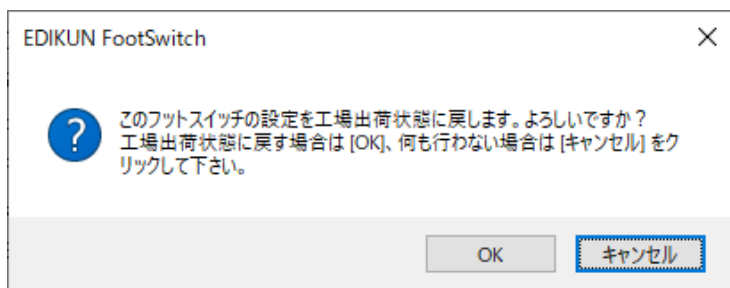 EDIKUN FootSwitch
このフットスイッチの設定を工場出荷状態に戻します。よろしいですか？
工場出荷状態に戻す場合は [OK]、何も行わない場合は [キャンセル] をク
リックして下さい。
OK
キャンセル